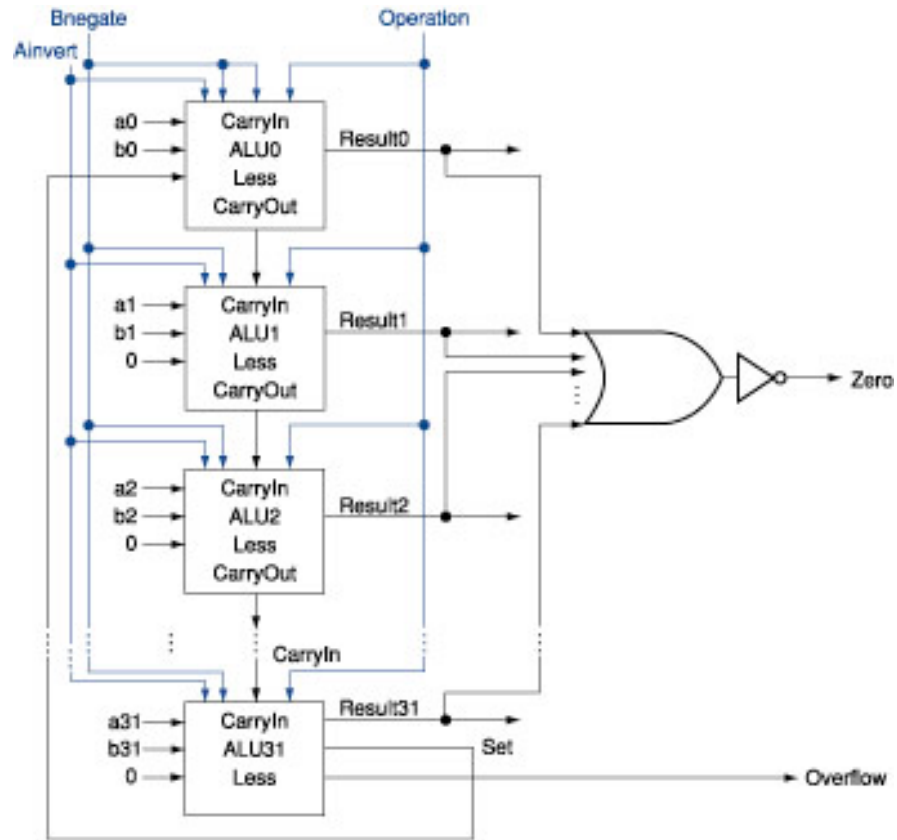 Bnegate
Operation
Ainvert
a0
b0
CarryIn
ALU0
Less
CarryOut
Result0
a1
b1
0
CarryIn
ALU1
Less
CarryOut
Result1
Zero
a2
b2
0
CarryIn
ALU2
Less
CarryOut
Result2
CarryIn
a31
b31
0
CarryIn
ALU31
Less
Result31
Set
Overflow